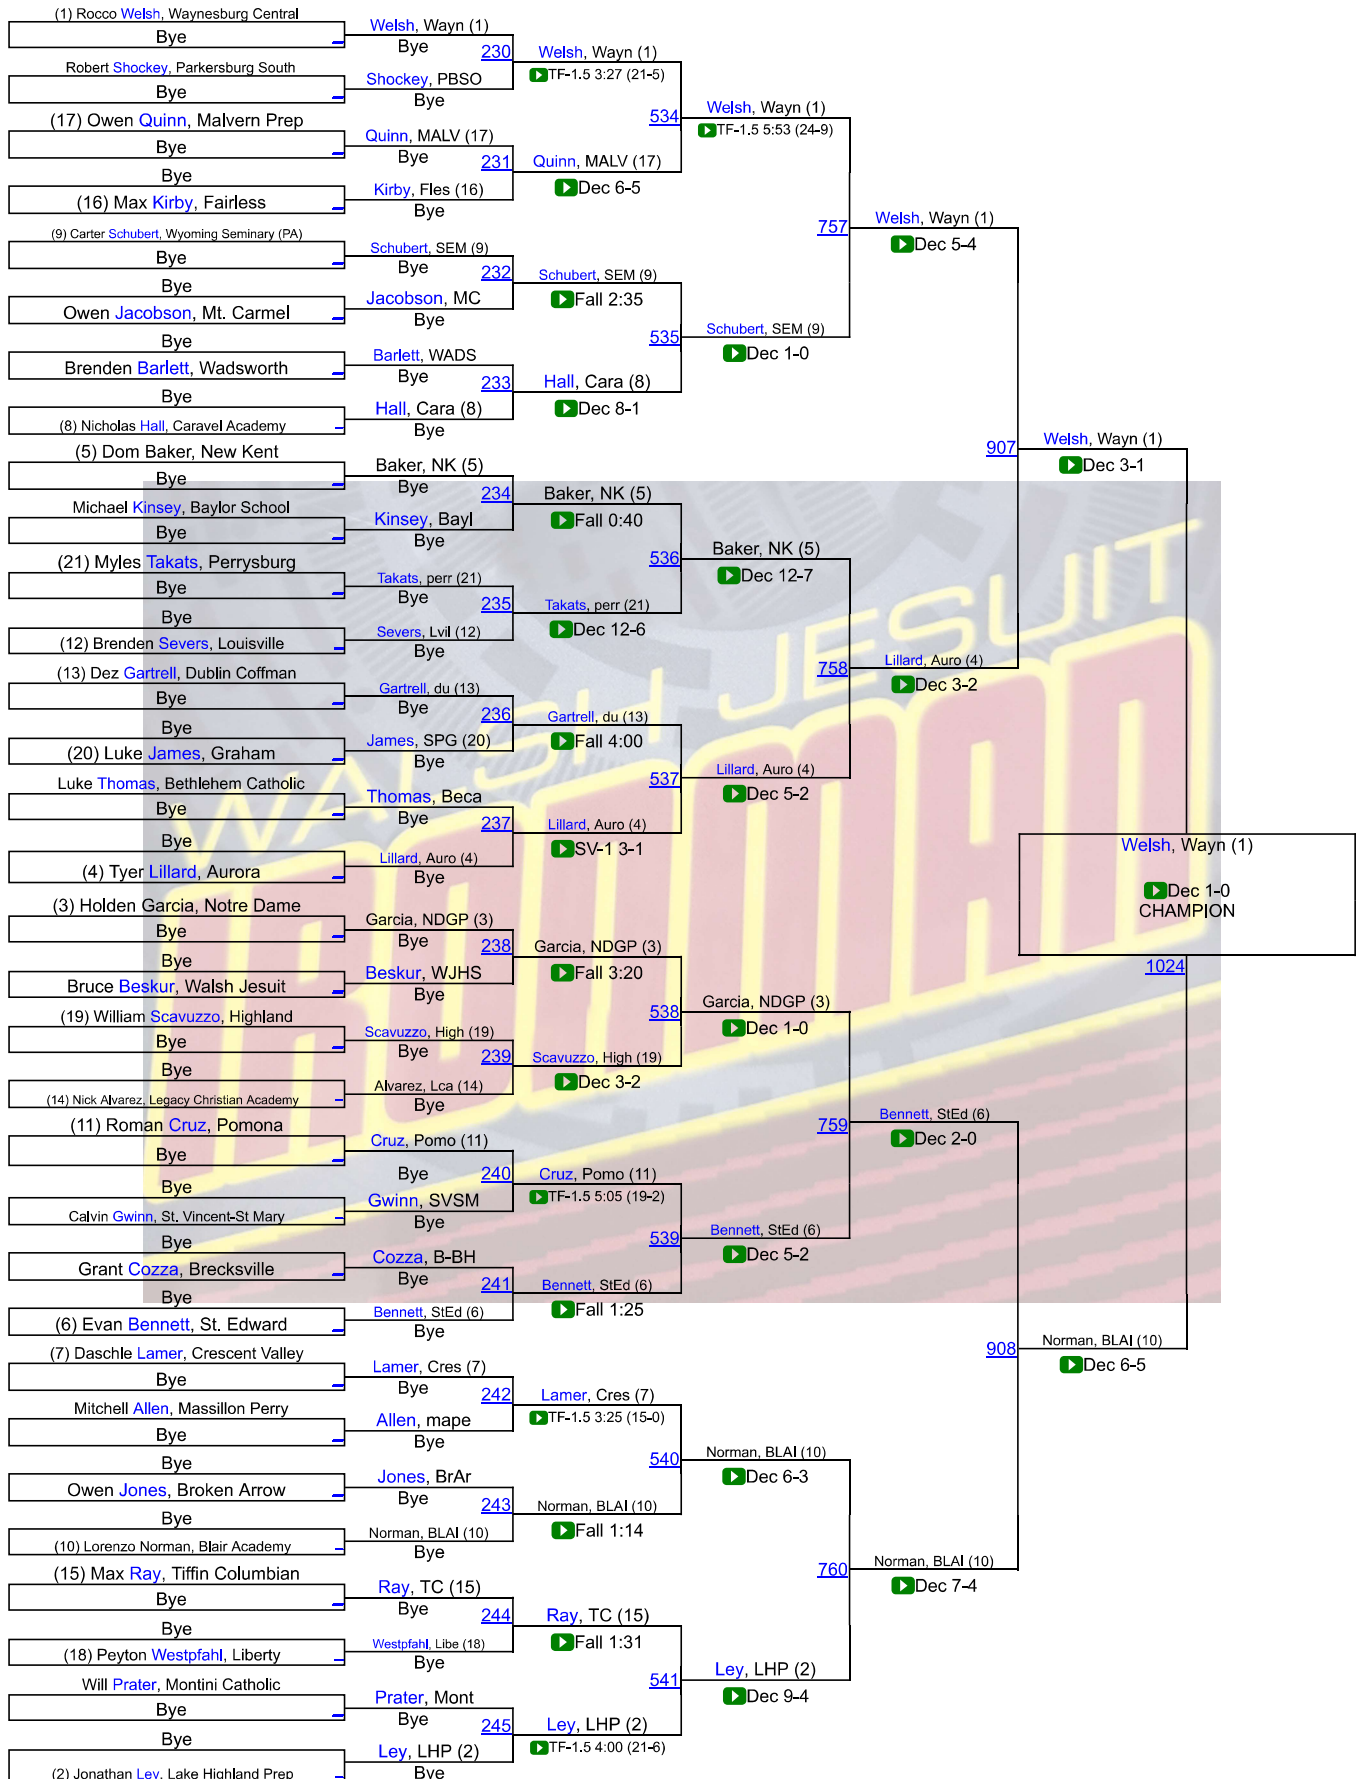 (1) Rocco Welsh, Waynesburg Central
Bye
Robert Shockey, Parkersburg South
Bye
(17) Owen Quinn, Malvern Prep
Bye
Bye
(16) Max Kirby, Fairless
(9) Carter Schubert, Wyoming Seminary (PA)
Bye
Bye
Owen Jacobson, Mt. Carmel
Bye
Brenden Barlett, Wadsworth
Bye
(8) Nicholas Hall, Caravel Academy
(5) Dom Baker, New Kent
Bye
Michael Kinsey, Baylor School
Bye
(21) Myles Takats, Perrysburg
Bye
Bye
(12) Brenden Severs, Louisville
(13) Dez Gartrell, Dublin Coffman
Bye
Bye
(20) Luke James, Graham
Luke Thomas, Bethlehem Catholic
Bye
Bye
(4) Tyer Lillard, Aurora
(3) Holden Garcia, Notre Dame
Bye
Bye
Bruce Beskur, Walsh Jesuit
(19) William Scavuzzo, Highland
Bye
Bye
(14) Nick Alvarez, Legacy Christian Academy
(11) Roman Cruz, Pomona
Bye
Bye
Calvin Gwinn, St. Vincent-St Mary
Bye
Grant Cozza, Brecksville
Bye
(6) Evan Bennett, St. Edward
(7) Daschle Lamer, Crescent Valley
Bye
Mitchell Allen, Massillon Perry
Bye
Bye
Owen Jones, Broken Arrow
Bye
(10) Lorenzo Norman, Blair Academy
(15) Max Ray, Tiffin Columbian
Bye
Bye
(18) Peyton Westpfahl, Liberty
Will Prater, Montini Catholic
Bye
Bye
(2) Jonathan Ley, Lake Highland Prep
Welsh, Wayn (1)
Bye
230
Shockey, PBSO
Bye
Quinn, MALV (17)
Bye
231
Kirby, Fles (16)
Bye
Schubert, SEM (9)
Bye
232
Jacobson, MC
Bye
Barlett, WADS
Bye
233
Hall, Cara (8)
Bye
Baker, NK (5)
Bye
234
Kinsey, Bayl
Bye
Takats, perr (21)
Bye
235
Severs, Lvil (12)
Bye
Gartrell, du (13)
Bye
236
James, SPG (20)
Bye
Thomas, Beca
Bye
237
Lillard, Auro (4)
Bye
Garcia, NDGP (3)
Bye
238
Beskur, WJHS
Bye
Scavuzzo, High (19)
Bye
239
Alvarez, Lca (14)
Bye
Cruz, Pomo (11)
Bye
240
Gwinn, SVSM
Bye
Cozza, B-BH
Bye
241
Bennett, StEd (6)
Bye
Lamer, Cres (7)
Bye
242
Allen, mape
Bye
Jones, BrAr
Bye
243
Norman, BLAI (10)
Bye
Ray, TC (15)
Bye
244
Westpfahl, Libe (18)
Bye
Prater, Mont
Bye
245
Ley, LHP (2)
Bye
Welsh, Wayn (1)
TF-1.5 3:27 (21-5)
534
Quinn, MALV (17)
Dec 6-5
Schubert, SEM (9)
Fall 2:35
535
Hall, Cara (8)
Dec 8-1
Baker, NK (5)
Fall 0:40
536
Takats, perr (21)
Dec 12-6
Gartrell, du (13)
Fall 4:00
537
Lillard, Auro (4)
SV-1 3-1
Garcia, NDGP (3)
Fall 3:20
538
Scavuzzo, High (19)
Dec 3-2
Cruz, Pomo (11)
TF-1.5 5:05 (19-2)
539
Bennett, StEd (6)
Fall 1:25
Lamer, Cres (7)
TF-1.5 3:25 (15-0)
540
Norman, BLAI (10)
Fall 1:14
Ray, TC (15)
Fall 1:31
541
Ley, LHP (2)
TF-1.5 4:00 (21-6)
Welsh, Wayn (1)
TF-1.5 5:53 (24-9)
757
Schubert, SEM (9)
Dec 1-0
Baker, NK (5)
Dec 12-7
758
Lillard, Auro (4)
Dec 5-2
Garcia, NDGP (3)
Dec 1-0
759
Bennett, StEd (6)
Dec 5-2
Norman, BLAI (10)
Dec 6-3
760
Ley, LHP (2)
Dec 9-4
Welsh, Wayn (1)
Dec 5-4
907
Lillard, Auro (4)
Dec 3-2
Bennett, StEd (6)
Dec 2-0
908
Norman, BLAI (10)
Dec 7-4
Welsh, Wayn (1)
Dec 3-1
Norman, BLAI (10)
Dec 6-5
Welsh, Wayn (1)
Dec 1-0
CHAMPION
1024
WALSH JESUIT
IRONMAN